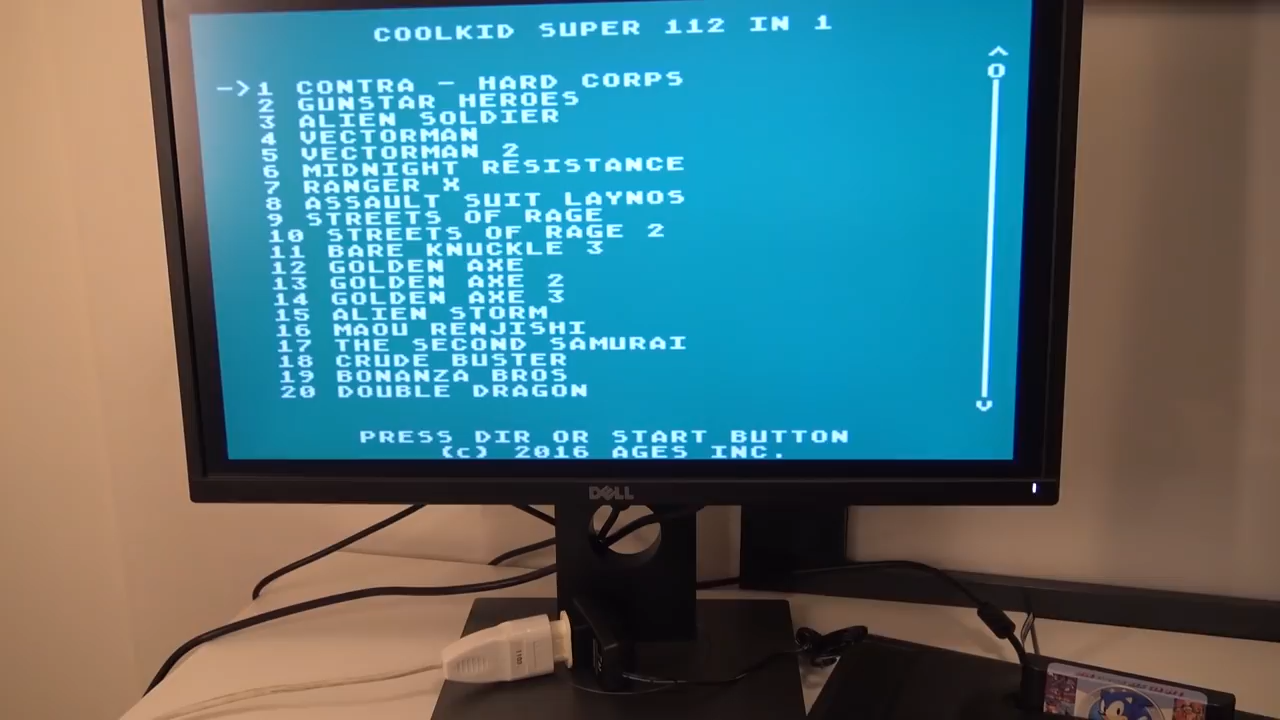 COOLKID SUPER 112 IN 1
->1 CONTRA - HARD CORPS
2 GUNSTAR HEROES
3 ALIEN SOLDIER
4 VECTORMAN
5 VECTORMAN 2
6 MIDNIGHT RESISTANCE
7 RANGER X
8 ASSAULT SUIT LAYNOS
9 STREETS OF RAGE
10 STREETS OF RAGE 2
11 BARE KNUCKLE 3
12 GOLDEN AXE
13 GOLDEN AXE 2
14 GOLDEN AXE 3
15 ALIEN STORM
16 MAOU RENJISHI
17 THE SECOND SAMURAI
18 CRUDE BUSTER
19 BONANZA BROS
20 DOUBLE DRAGON
PRESS DIR OR START BUTTON
(c) 2016 AGES INC.
DELL